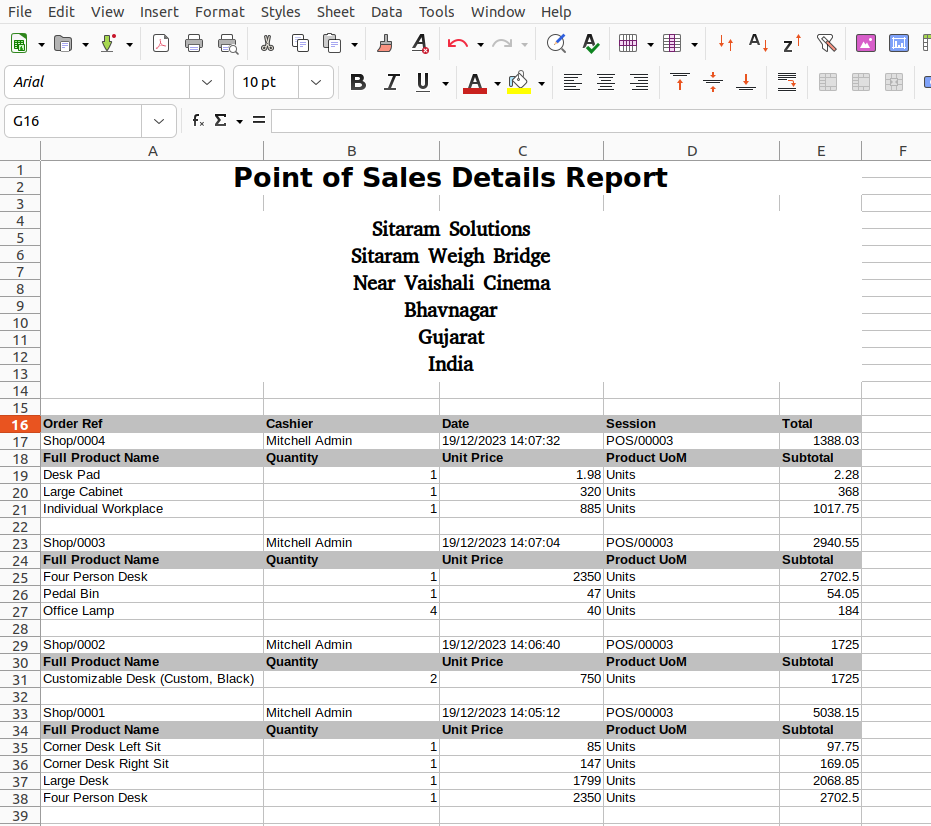 File Edit View Insert Format Styles Sheet Data Tools Window Help
Arial 10 pt B I U A
G16 fx Σ =
A B C D E F
1 Point of Sales Details Report
2
3
4 Sitaram Solutions
5
6 Sitaram Weigh Bridge
7
8 Near Vaishali Cinema
9 Bhavnagar
10
11 Gujarat
12
13 India
14
15
16 Order Ref Cashier Date Session Total
17 Shop/0004 Mitchell Admin 19/12/2023 14:07:32 POS/00003 1388.03
18 Full Product Name Quantity Unit Price Product UoM Subtotal
19 Desk Pad 1 1.98 Units 2.28
20 Large Cabinet 1 320 Units 368
21 Individual Workplace 1 885 Units 1017.75
22
23 Shop/0003 Mitchell Admin 19/12/2023 14:07:04 POS/00003 2940.55
24 Full Product Name Quantity Unit Price Product UoM Subtotal
25 Four Person Desk 1 2350 Units 2702.5
26 Pedal Bin 1 47 Units 54.05
27 Office Lamp 4 40 Units 184
28
29 Shop/0002 Mitchell Admin 19/12/2023 14:06:40 POS/00003 1725
30 Full Product Name Quantity Unit Price Product UoM Subtotal
31 Customizable Desk (Custom, Black) 2 750 Units 1725
32
33 Shop/0001 Mitchell Admin 19/12/2023 14:05:12 POS/00003 5038.15
34 Full Product Name Quantity Unit Price Product UoM Subtotal
35 Corner Desk Left Sit 1 85 Units 97.75
36 Corner Desk Right Sit 1 147 Units 169.05
37 Large Desk 1 1799 Units 2068.85
38 Four Person Desk 1 2350 Units 2702.5
39